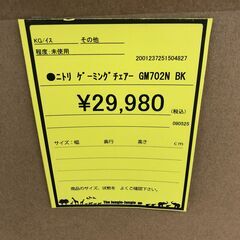 KG/イス その他
程度:未使用 2001237251504827
●ニトリ ゲーミングチェアー GM702N BK
¥29,980(税込)
090325
サイズ:幅 奥行 高さ cm
商品のサイズ、状態を よくご確認下さい。
The Jungle-Jungle